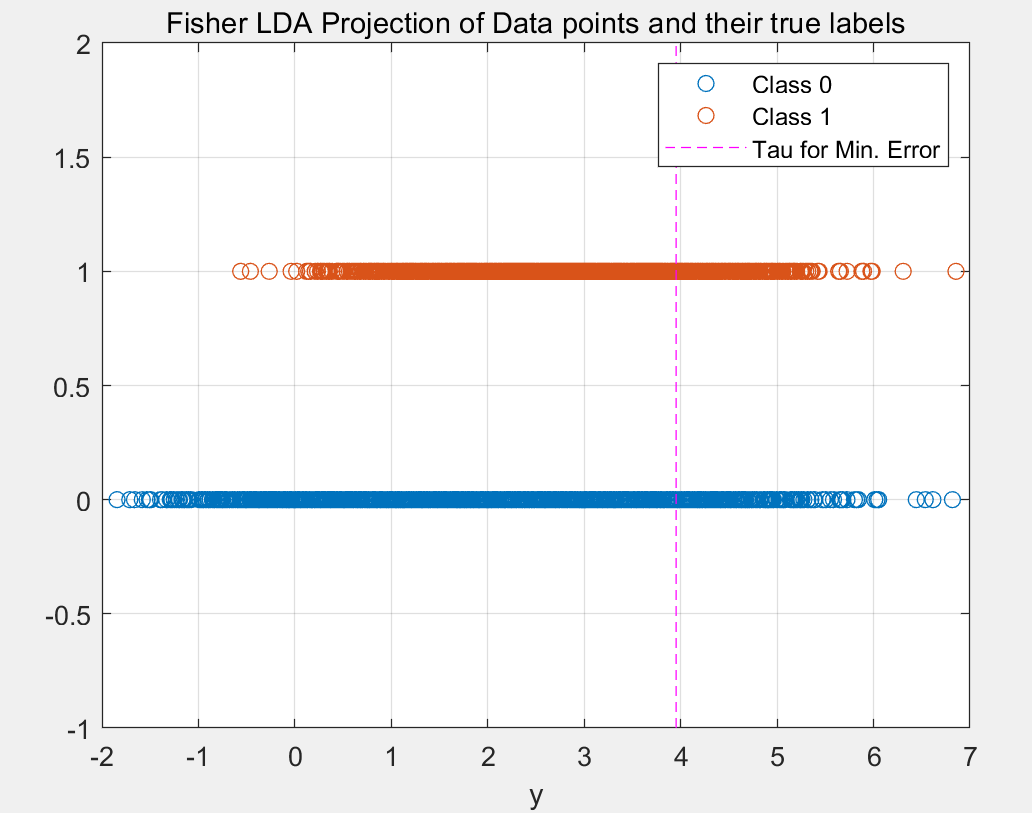 Fisher LDA Projection of Data points and their true labels
2
Class 0
Class 1
Tau for Min. Error
1.5
1
0.5
0
-0.5
-1
-2 -1 0 1 2 3 4 5 6 7
y